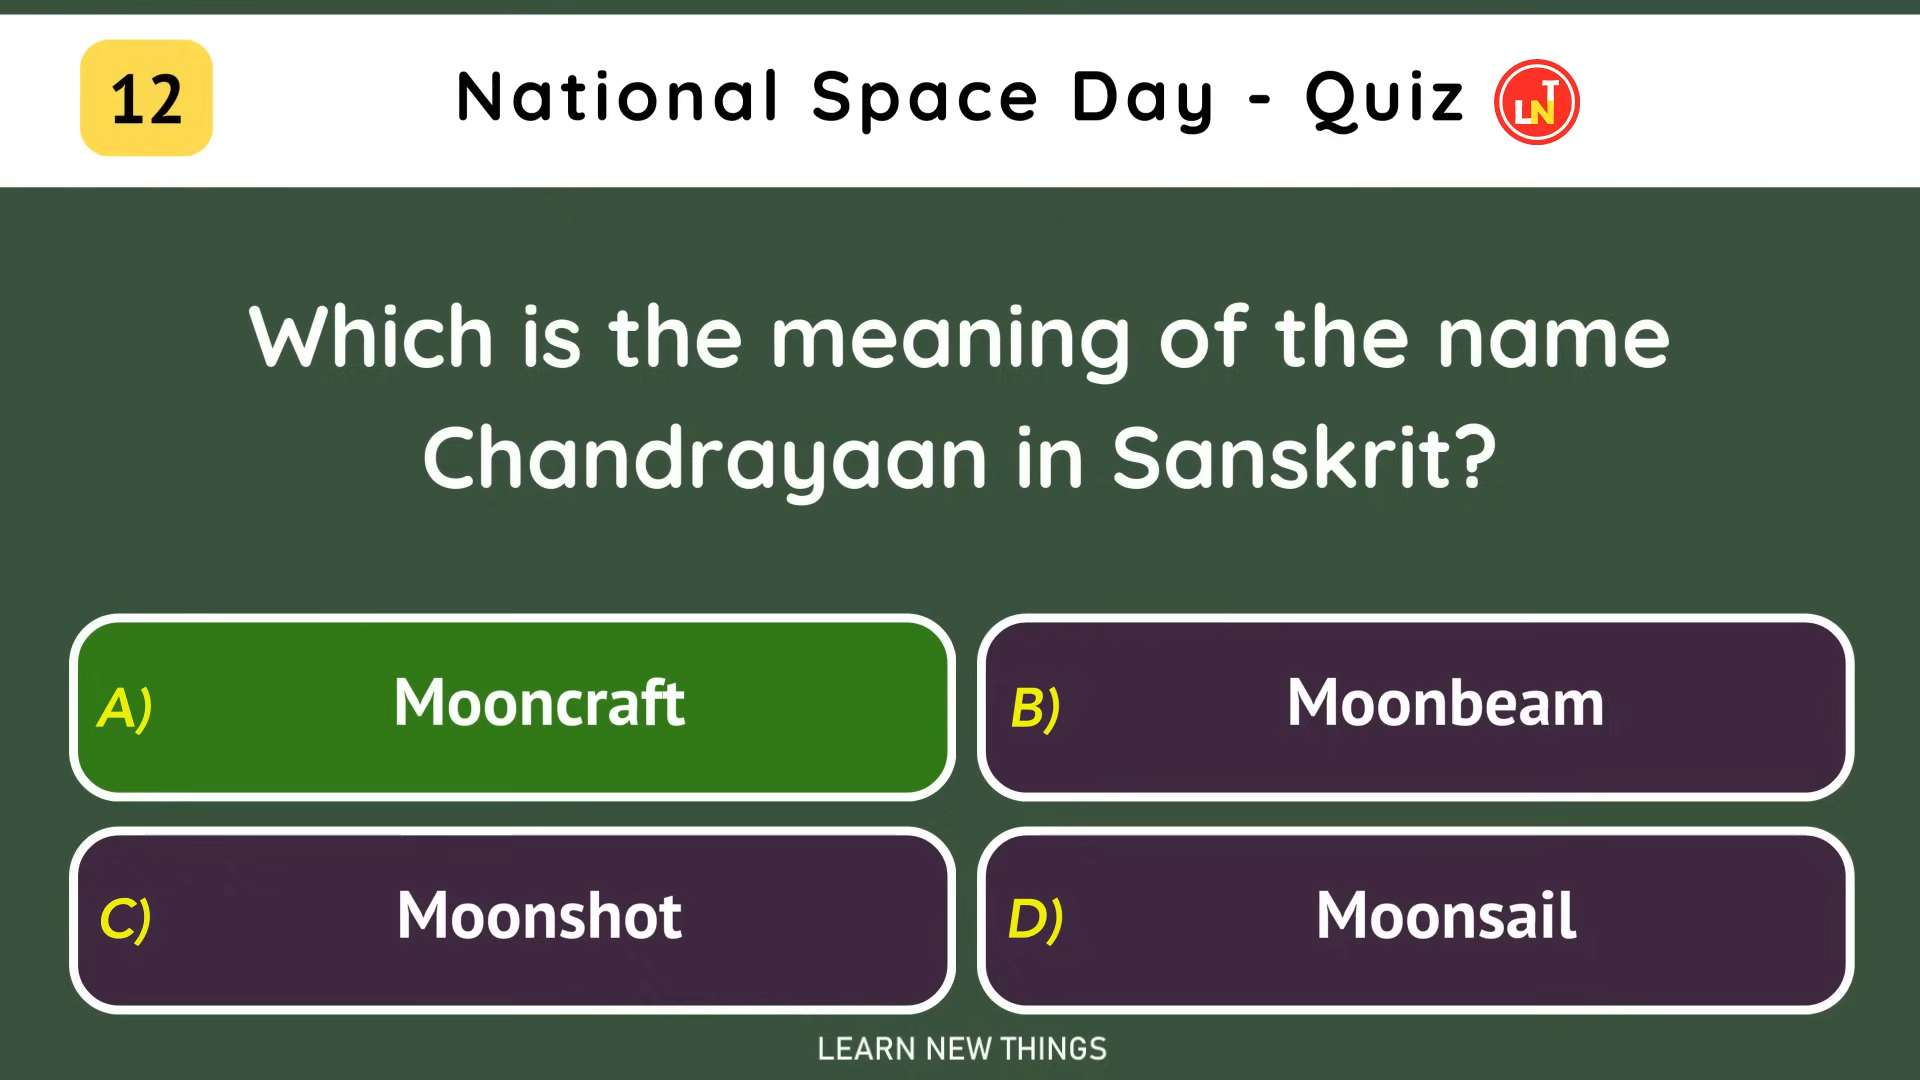 12
National Space Day - Quiz
LNT
Which is the meaning of the name
Chandrayaan in Sanskrit?
A) Mooncraft
B) Moonbeam
C) Moonshot
D) Moonsail
LEARN NEW THINGS